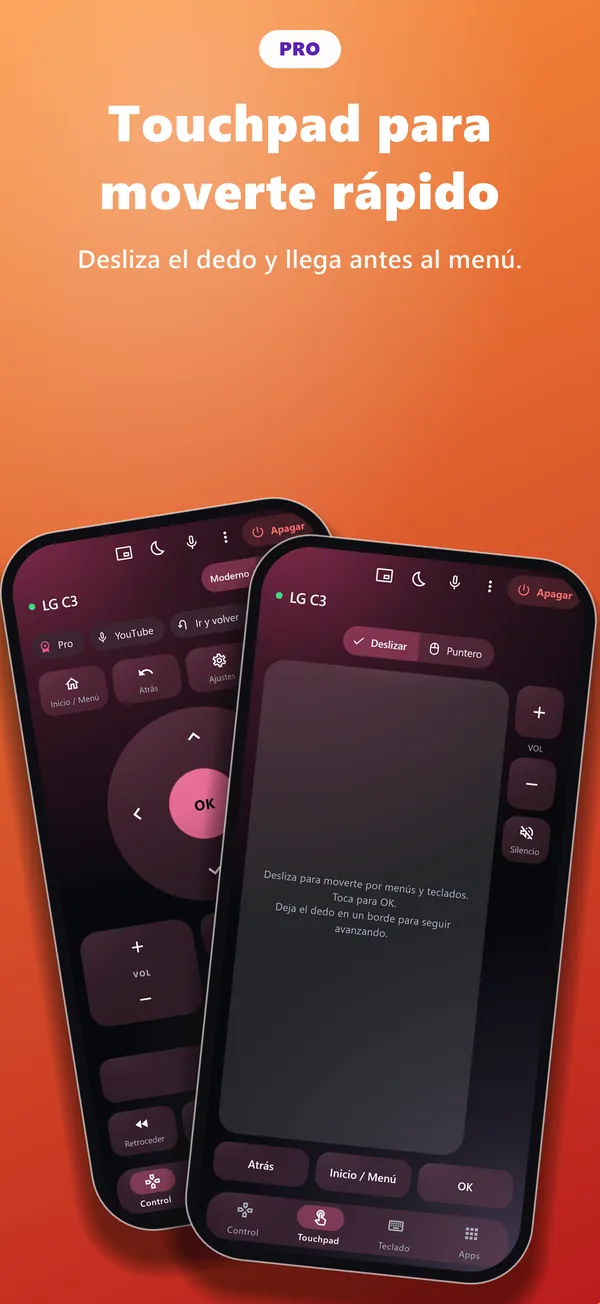 PRO
Touchpad para
moverte rápido
Desliza el dedo y llega antes al menú.
Apagar
LG C3
Moderno
Pro
YouTube
Ir y volver
Inicio / Menú
Atrás
Ajustes
OK
+
VOL
−
Retroceder
Control
Apagar
LG C3
Deslizar
Puntero
+
VOL
−
Silencio
Desliza para moverte por menús y teclados.
Toca para OK.
Deja el dedo en un borde para seguir
avanzando.
Atrás
Inicio / Menú
OK
Control
Touchpad
Teclado
Apps